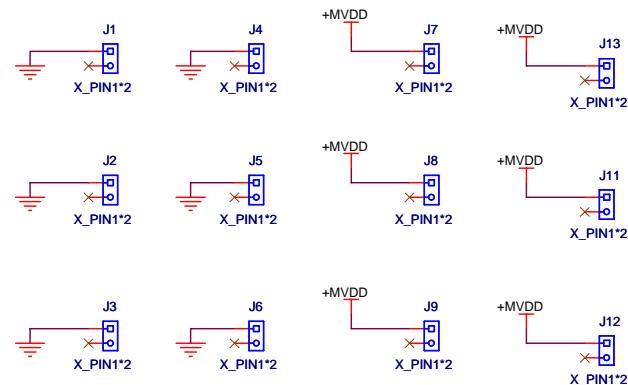 J1
X_PIN1*2
J4
X_PIN1*2
+MVDD
J7
X_PIN1*2
+MVDD
J13
X_PIN1*2
J2
X_PIN1*2
J5
X_PIN1*2
+MVDD
J8
X_PIN1*2
+MVDD
J11
X_PIN1*2
J3
X_PIN1*2
J6
X_PIN1*2
+MVDD
J9
X_PIN1*2
+MVDD
J12
X_PIN1*2